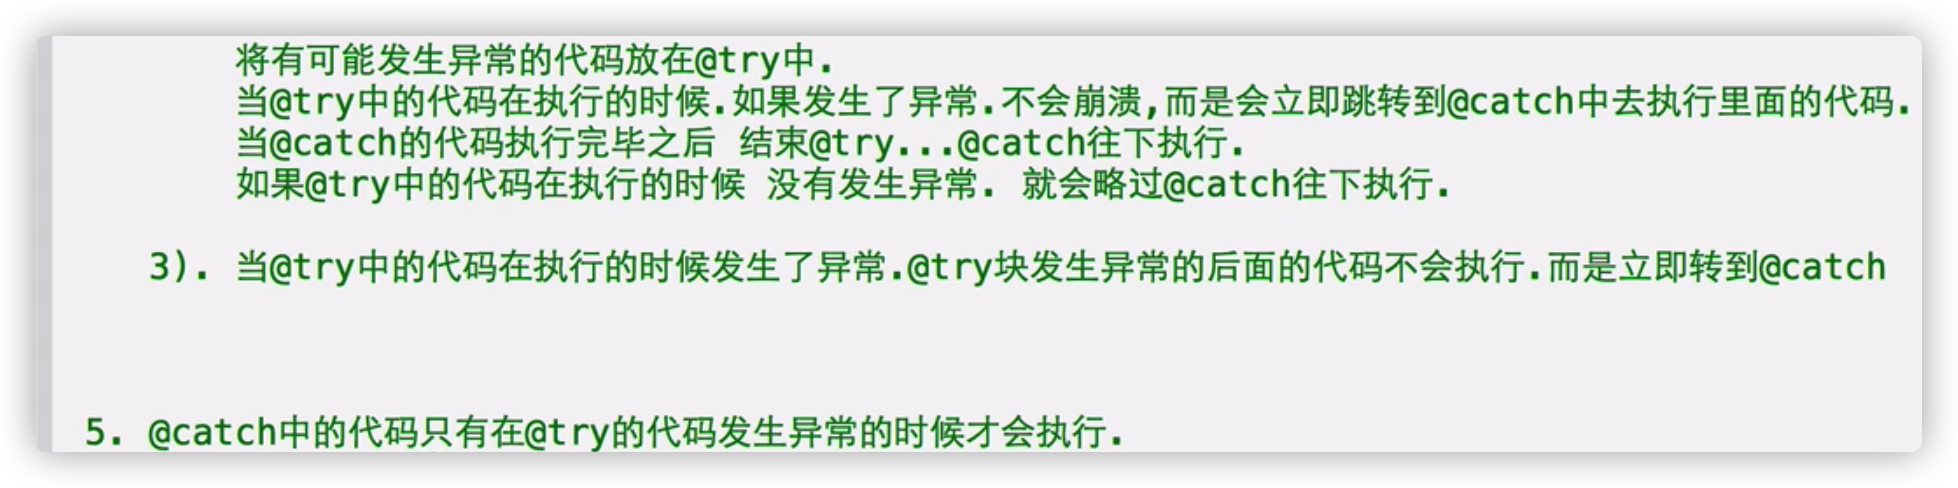 将有可能发生异常的代码放在@try中.
当@try中的代码在执行的时候.如果发生了异常.不会崩溃,而是会立即跳转到@catch中去执行里面的代码.
当@catch的代码执行完毕之后 结束@try...@catch往下执行.
如果@try中的代码在执行的时候 没有发生异常. 就会略过@catch往下执行.
3). 当@try中的代码在执行的时候发生了异常.@try块发生异常的后面的代码不会执行.而是立即转到@catch
5. @catch中的代码只有在@try的代码发生异常的时候才会执行.